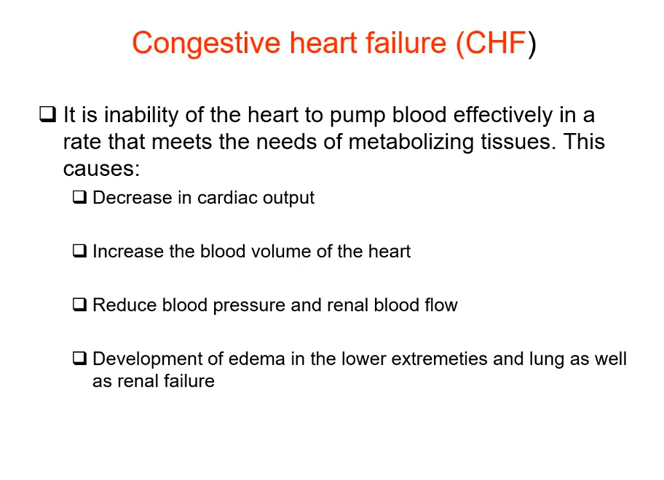 Congestive heart failure (CHF)
❑ It is inability of the heart to pump blood effectively in a
rate that meets the needs of metabolizing tissues. This
causes:
❑ Decrease in cardiac output
❑ Increase the blood volume of the heart
❑ Reduce blood pressure and renal blood flow
❑ Development of edema in the lower extremeties and lung as well
as renal failure